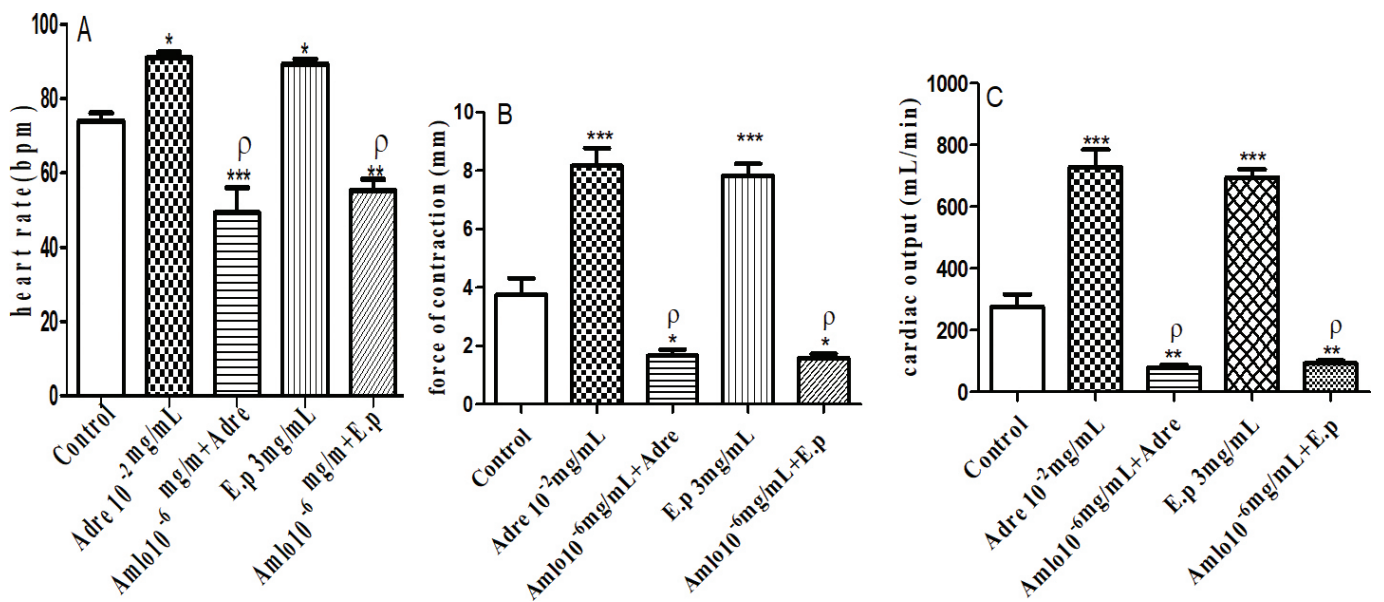 A
heart rate(bpm)
100
80
60
40
20
0
*
ρ
***
*
ρ
**
Control
Adre 10⁻² mg/mL
Amlo10⁻⁶ mg/m+Adre
E.p 3mg/mL
Amlo10⁻⁶ mg/m+E.p
B
force of contraction (mm)
10
8
6
4
2
0
***
ρ
*
***
ρ
*
Control
Adre 10⁻²mg/mL
Amlo10⁻⁶mg/mL+Adre
E.p 3mg/mL
Amlo10⁻⁶mg/mL+E.p
C
cardiac output (mL/min)
1000
800
600
400
200
0
***
ρ
**
***
ρ
**
Control
Adre 10⁻²mg/mL
Amlo10⁻⁶mg/mL+Adre
E.p 3mg/mL
Amlo10⁻⁶mg/mL+E.p